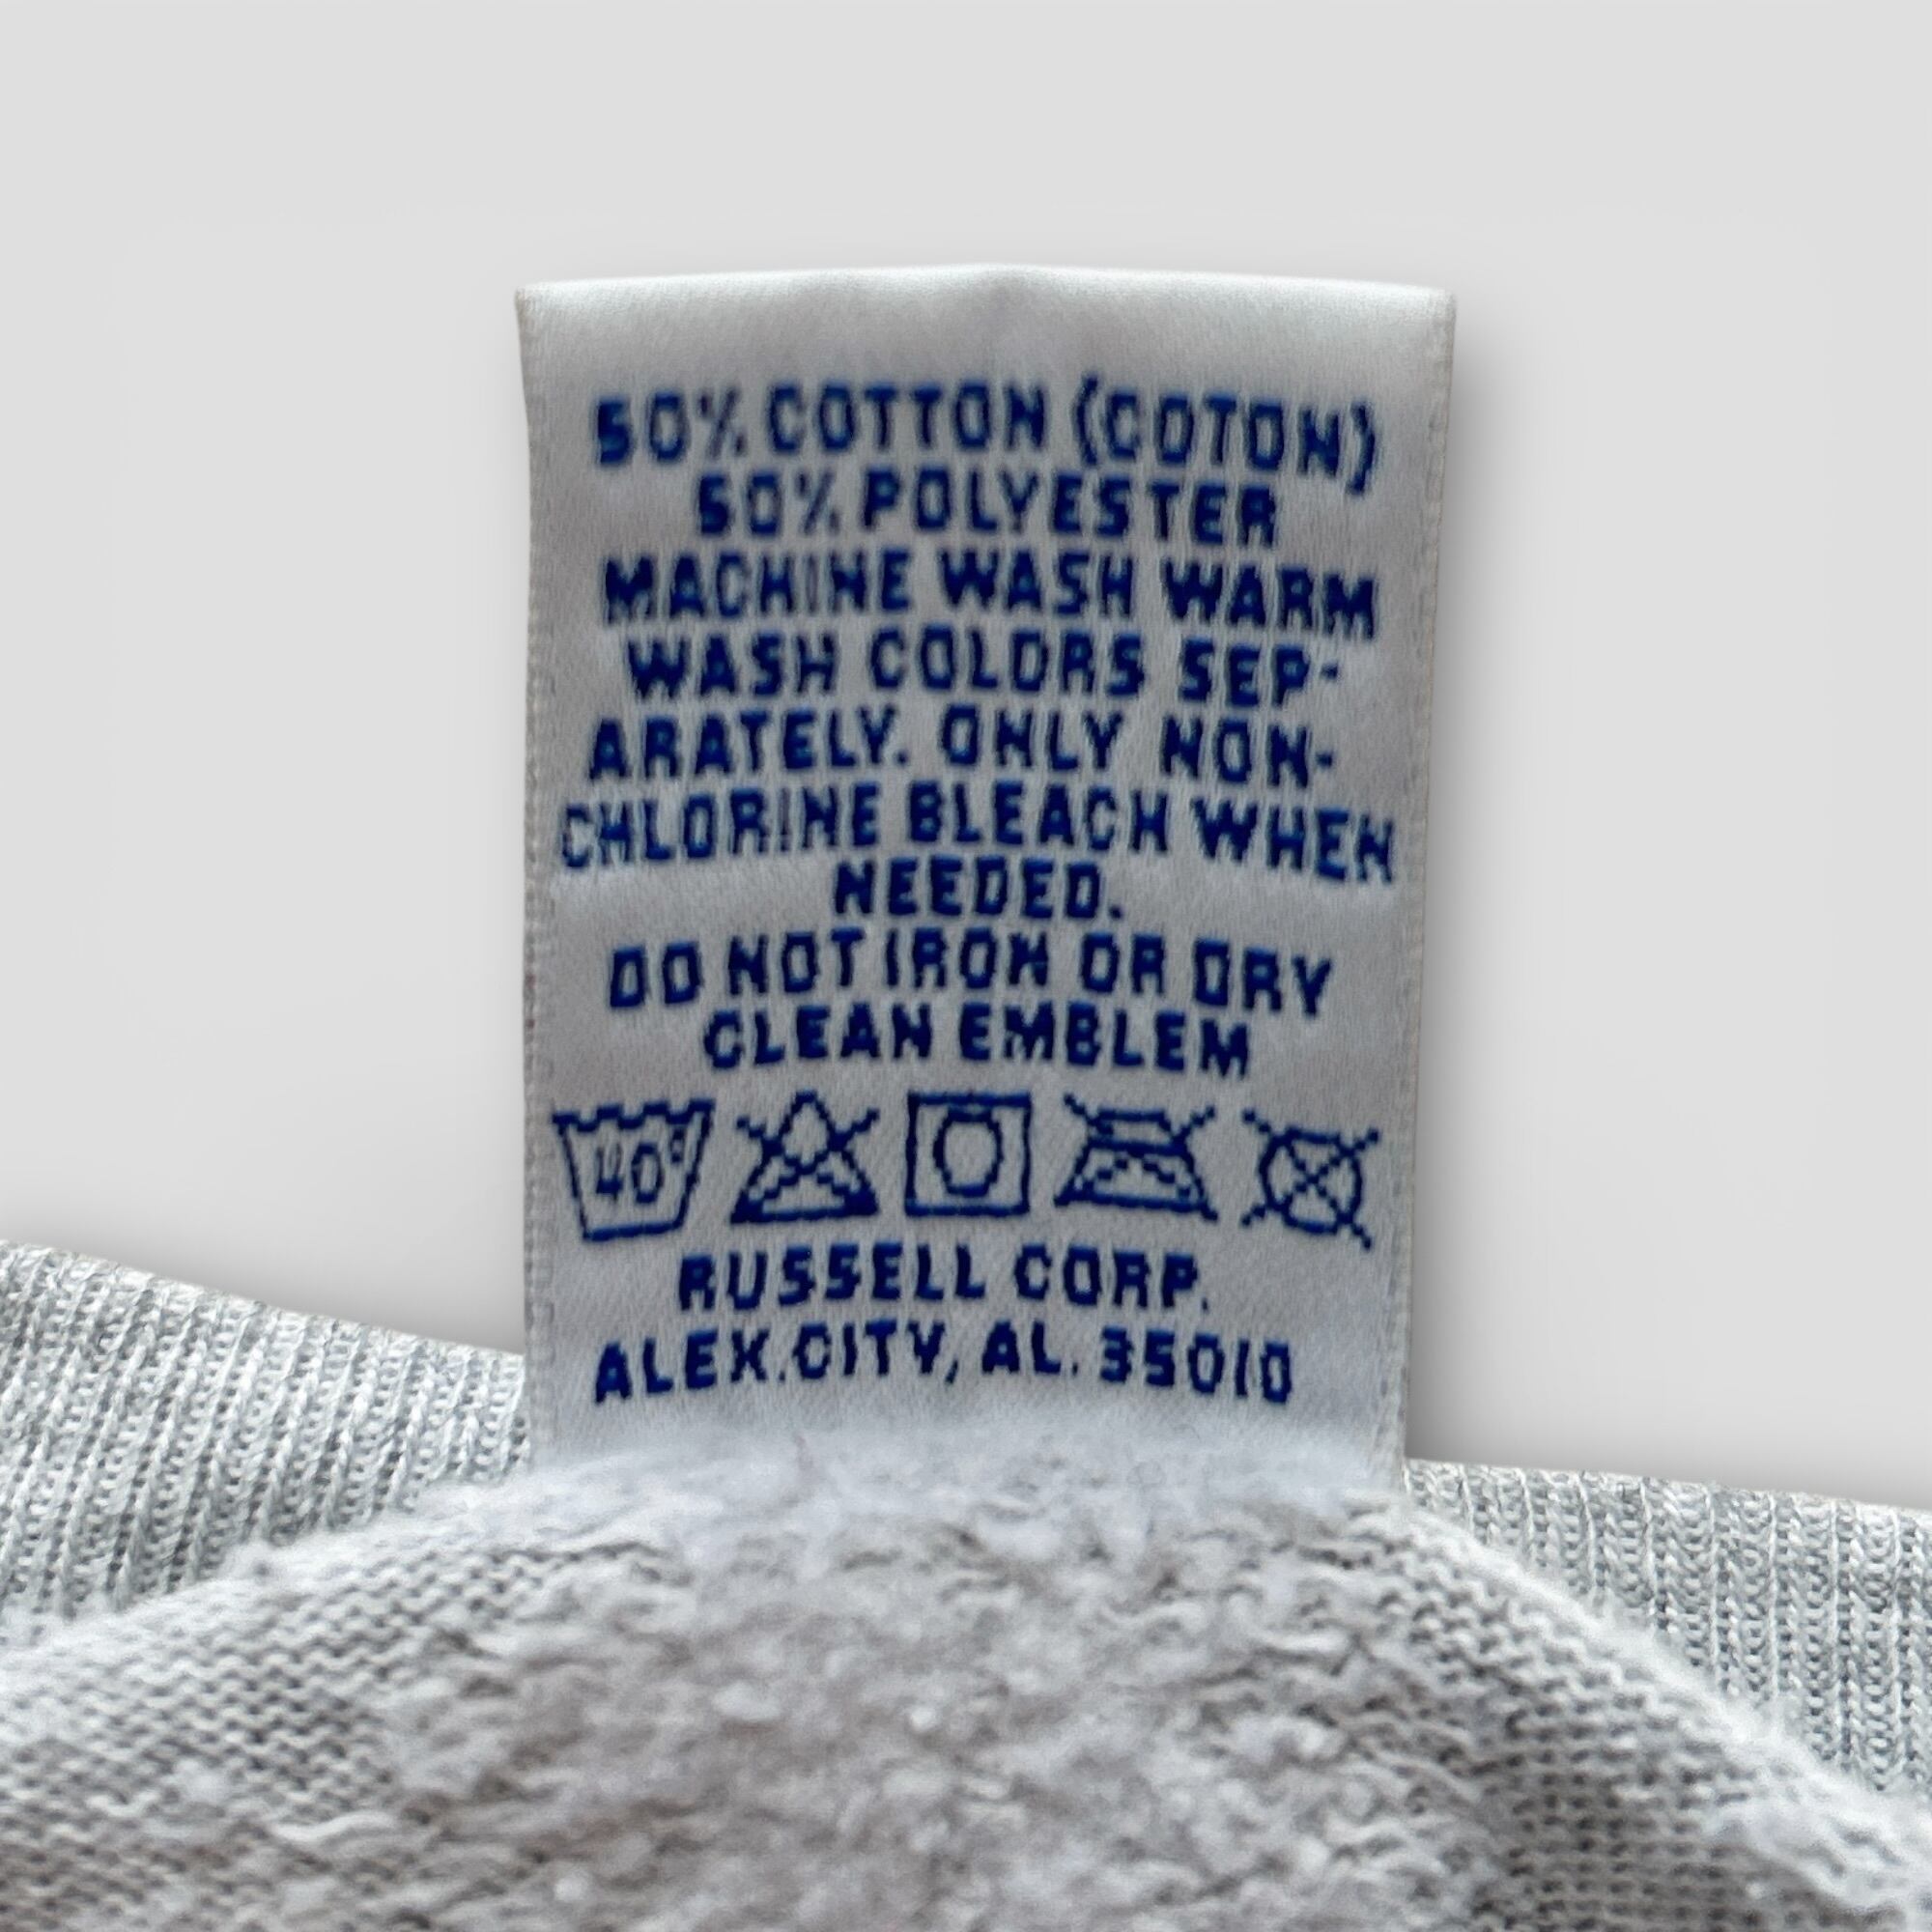 50% COTTON (COTON)
50% POLYESTER
MACHINE WASH WARM
WASH COLORS SEP-
ARATELY. ONLY NON-
CHLORINE BLEACH WHEN
NEEDED.
DO NOT IRON OR DRY
CLEAN EMBLEM
40°
RUSSELL CORP.
ALEX.CITY, AL. 35010